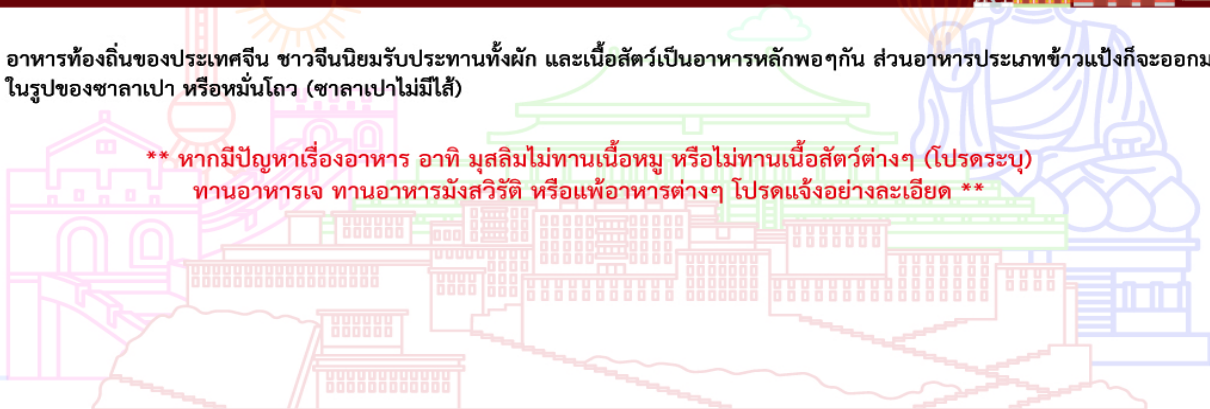 อาหารท้องถิ่นของประเทศจีน ชาวจีนนิยมรับประทานทั้งผัก และเนื้อสัตว์เป็นอาหารหลักพอๆกัน ส่วนอาหารประเภทข้าวแป้งก็จะออกม
ในรูปของซาลาเปา หรือหมั่นโถว (ซาลาเปาไม่มีไส้)
** หากมีปัญหาเรื่องอาหาร อาทิ มุสลิมไม่ทานเนื้อหมู หรือไม่ทานเนื้อสัตว์ต่างๆ (โปรดระบุ)
ทานอาหารเจ ทานอาหารมังสวิรัติ หรือแพ้อาหารต่างๆ โปรดแจ้งอย่างละเอียด **